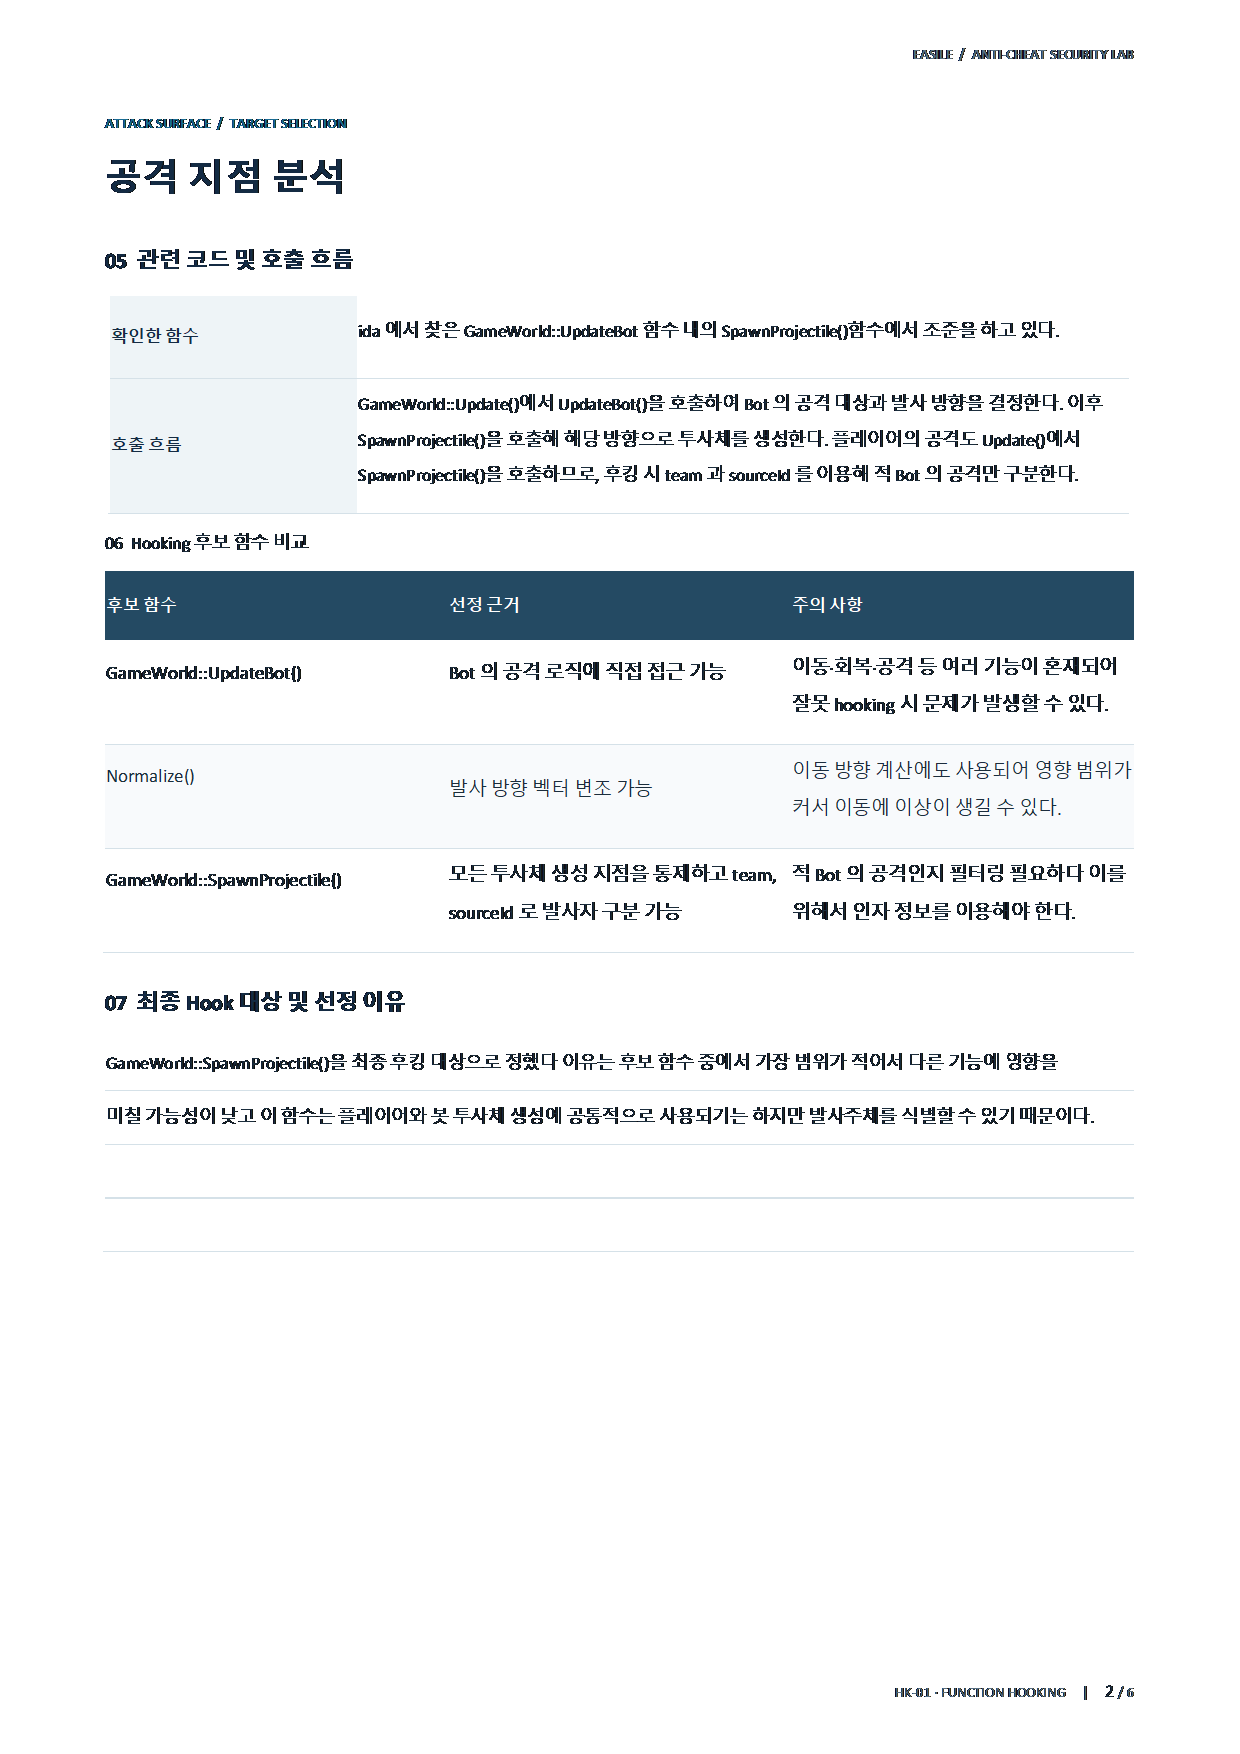 EASILE / ANTI-CHEAT SECURITY LAB
ATTACK SURFACE / TARGET SELECTION
공격 지점 분석
05 관련 코드 및 호출 흐름
확인한 함수
ida 에서 찾은 GameWorld::UpdateBot 함수 내의 SpawnProjectile()함수에서 조준을 하고 있다.
호출 흐름
GameWorld::Update()에서 UpdateBot()을 호출하여 Bot 의 공격 대상과 발사 방향을 결정한다. 이후
SpawnProjectile()을 호출해 해당 방향으로 투사체를 생성한다. 플레이어의 공격도 Update()에서
SpawnProjectile()을 호출하므로, 후킹 시 team 과 sourceId 를 이용해 적 Bot 의 공격만 구분한다.
06 Hooking 후보 함수 비교
후보 함수 선정 근거 주의 사항
GameWorld::UpdateBot() Bot 의 공격 로직에 직접 접근 가능
이동·회복·공격 등 여러 기능이 혼재되어
잘못 hooking 시 문제가 발생할 수 있다.
Normalize()
발사 방향 벡터 변조 가능
이동 방향 계산에도 사용되어 영향 범위가
커서 이동에 이상이 생길 수 있다.
GameWorld::SpawnProjectile()
모든 투사체 생성 지점을 통제하고 team,
sourceId 로 발사자 구분 가능
적 Bot 의 공격인지 필터링 필요하다 이를
위해서 인자 정보를 이용해야 한다.
07 최종 Hook 대상 및 선정 이유
GameWorld::SpawnProjectile()을 최종 후킹 대상으로 정했다 이유는 후보 함수 중에서 가장 범위가 적어서 다른 기능에 영향을
미칠 가능성이 낮고 이 함수는 플레이어와 봇 투사체 생성에 공통적으로 사용되기는 하지만 발사주체를 식별할 수 있기 때문이다.
HK-01 · FUNCTION HOOKING | 2 / 6